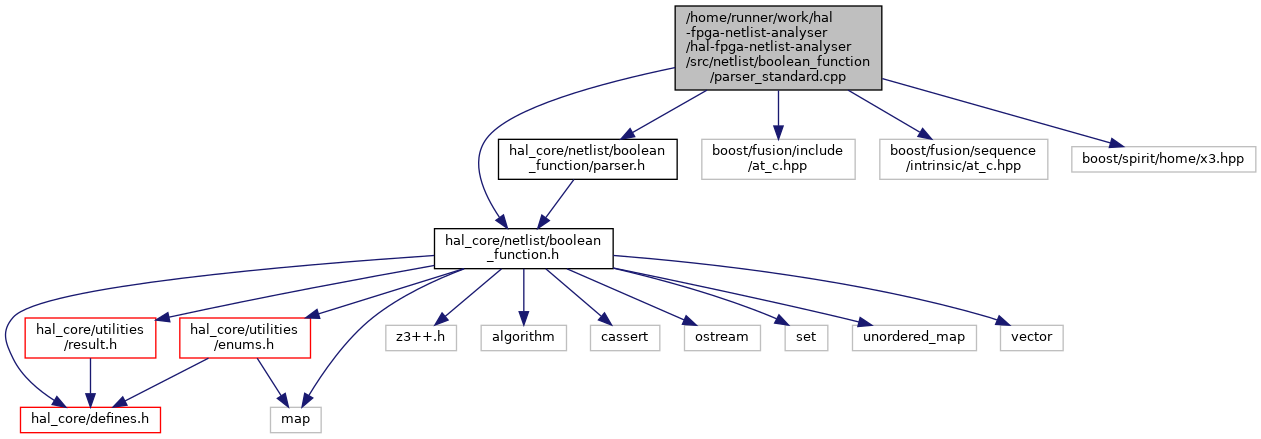 /home/runner/work/hal
-fpga-netlist-analyser
/hal-fpga-netlist-analyser
/src/netlist/boolean_function
/parser_standard.cpp
hal_core/netlist/boolean
_function/parser.h
boost/fusion/include
/at_c.hpp
boost/fusion/sequence
/intrinsic/at_c.hpp
boost/spirit/home/x3.hpp
hal_core/netlist/boolean
_function.h
hal_core/utilities
/result.h
hal_core/utilities
/enums.h
z3++.h
algorithm
cassert
ostream
set
unordered_map
vector
hal_core/defines.h
map